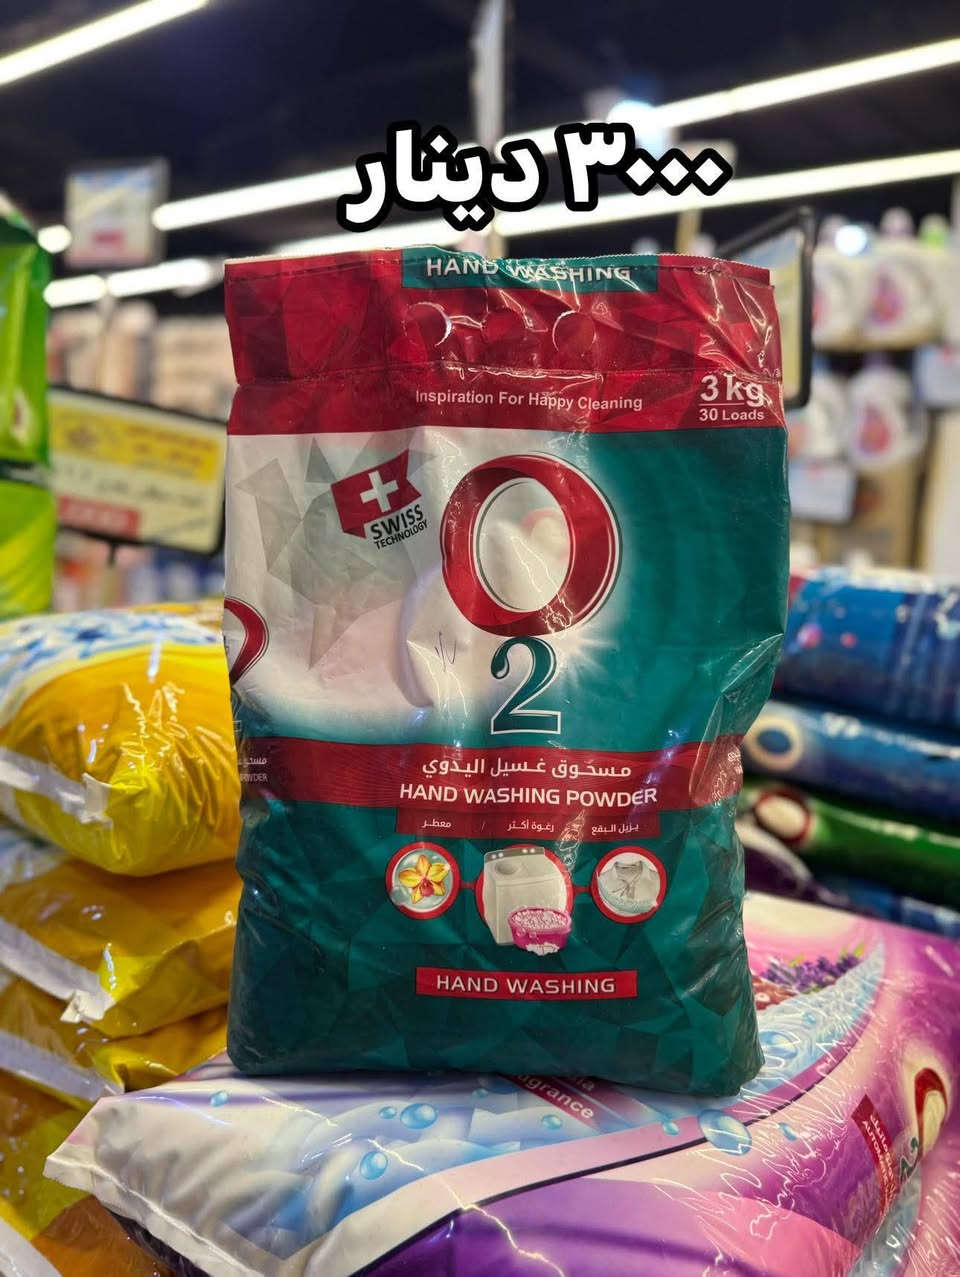 ٣٠٠٠ دينار
HAND WASHING
Inspiration For Happy Cleaning
3 kg
30 Loads
SWISS
TECHNOLOGY
O
2
مسحوق غسيل اليدوي
HAND WASHING POWDER
يزيل البقع / رغوة أكثر / معطر
HAND WASHING